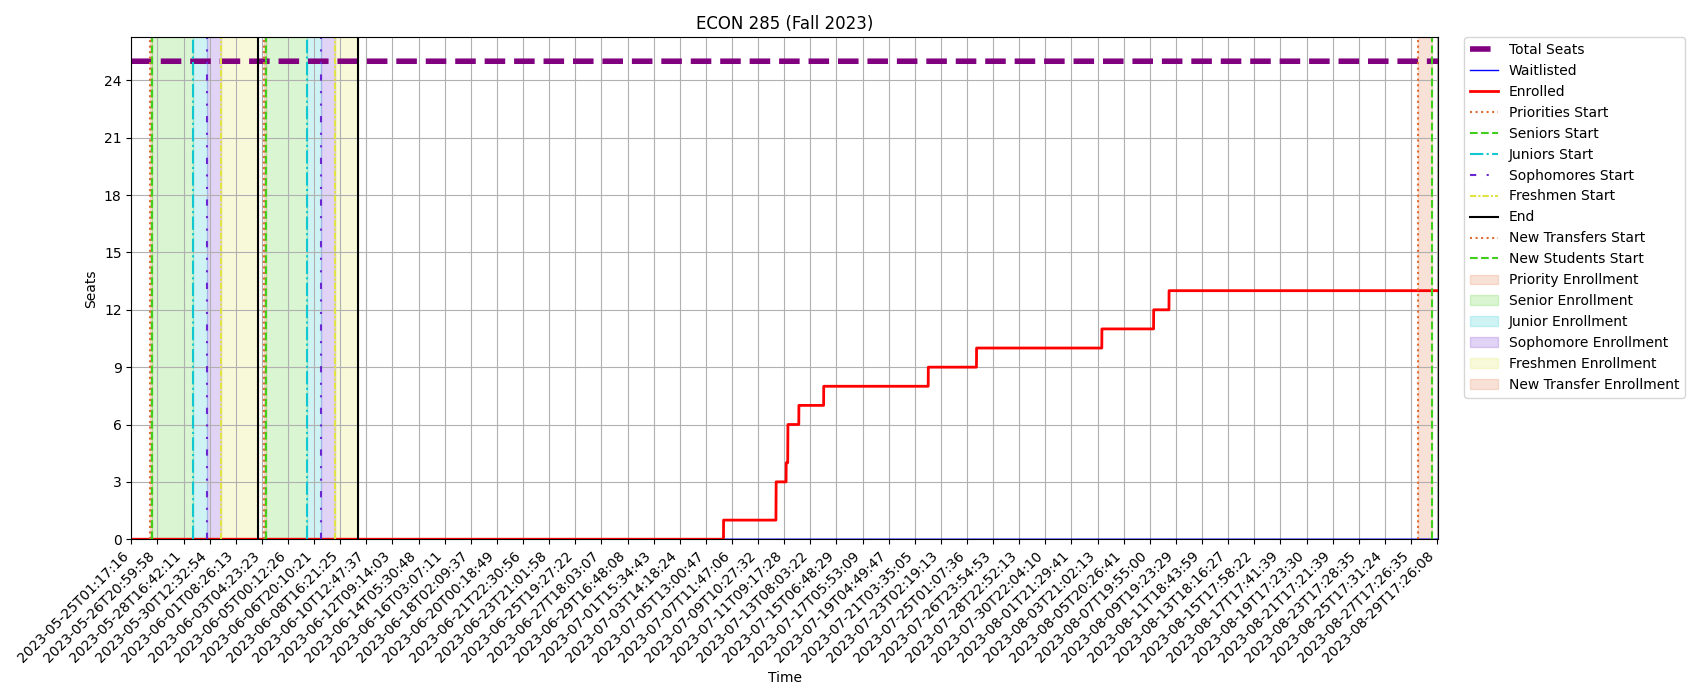 ECON 285 (Fall 2023)
Seats
24
21
18
15
12
9
6
3
0
2023-05-25T01:17:16
2023-05-26T20:59:58
2023-05-28T16:42:11
2023-05-30T12:32:54
2023-06-01T08:26:13
2023-06-03T04:23:23
2023-06-05T00:12:26
2023-06-06T20:10:21
2023-06-08T16:21:25
2023-06-10T12:47:37
2023-06-12T09:14:03
2023-06-14T05:30:48
2023-06-16T03:07:11
2023-06-18T02:09:37
2023-06-20T00:18:49
2023-06-21T22:30:56
2023-06-23T21:01:58
2023-06-25T19:27:22
2023-06-27T18:03:07
2023-06-29T16:48:08
2023-07-01T15:34:43
2023-07-03T14:18:24
2023-07-05T13:00:47
2023-07-07T11:47:06
2023-07-09T10:27:32
2023-07-11T09:17:28
2023-07-13T08:03:22
2023-07-15T06:48:29
2023-07-17T05:53:09
2023-07-19T04:49:47
2023-07-21T03:35:05
2023-07-23T02:19:13
2023-07-25T01:07:36
2023-07-26T23:54:53
2023-07-28T22:52:13
2023-07-30T22:04:10
2023-08-01T21:29:41
2023-08-03T21:02:13
2023-08-05T20:26:41
2023-08-07T19:55:00
2023-08-09T19:23:29
2023-08-11T18:43:59
2023-08-13T18:16:27
2023-08-15T17:58:22
2023-08-17T17:41:39
2023-08-19T17:23:30
2023-08-21T17:21:39
2023-08-23T17:28:35
2023-08-25T17:31:24
2023-08-27T17:26:35
2023-08-29T17:26:08
Time
Total Seats
Waitlisted
Enrolled
Priorities Start
Seniors Start
Juniors Start
Sophomores Start
Freshmen Start
End
New Transfers Start
New Students Start
Priority Enrollment
Senior Enrollment
Junior Enrollment
Sophomore Enrollment
Freshmen Enrollment
New Transfer Enrollment